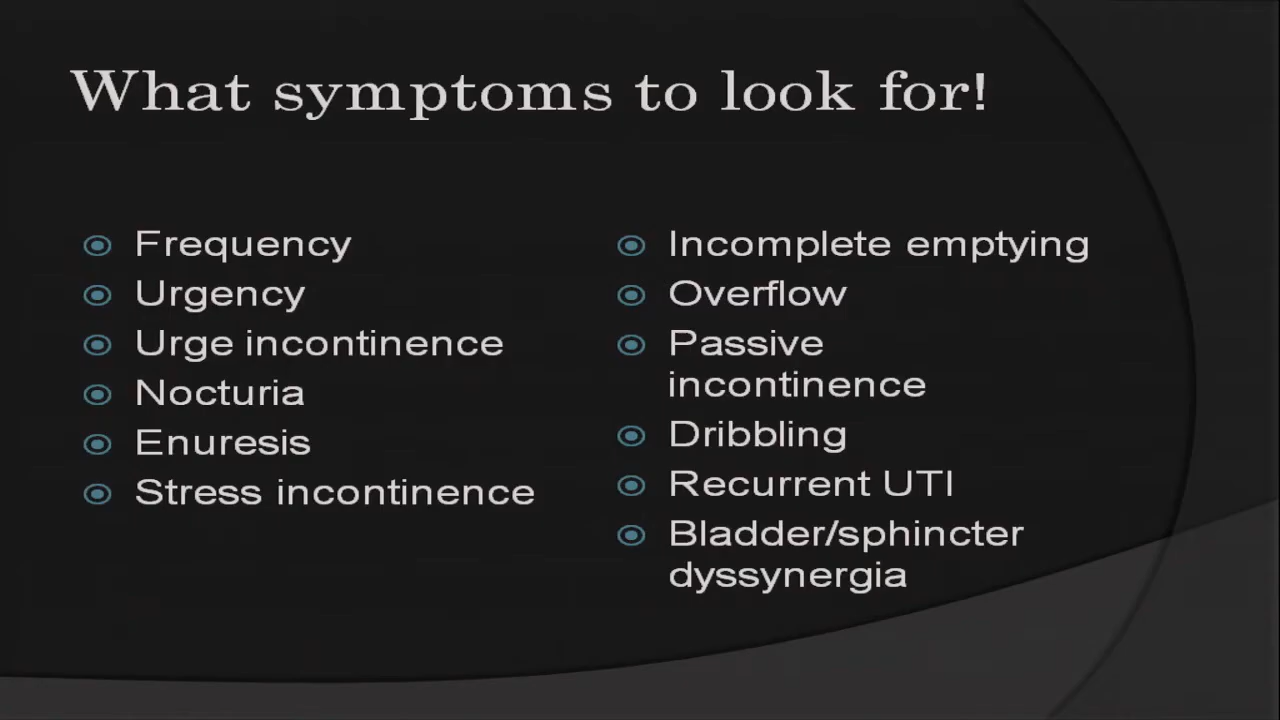 What symptoms to look for!
Frequency
Urgency
Urge incontinence
Nocturia
Enuresis
Stress incontinence
Incomplete emptying
Overflow
Passive
incontinence
Dribbling
Recurrent UTI
Bladder/sphincter
dyssynergia